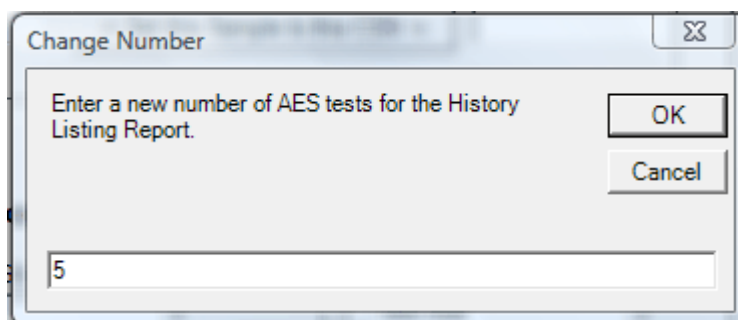 Change Number
Enter a new number of AES tests for the History
Listing Report.
OK
Cancel
5